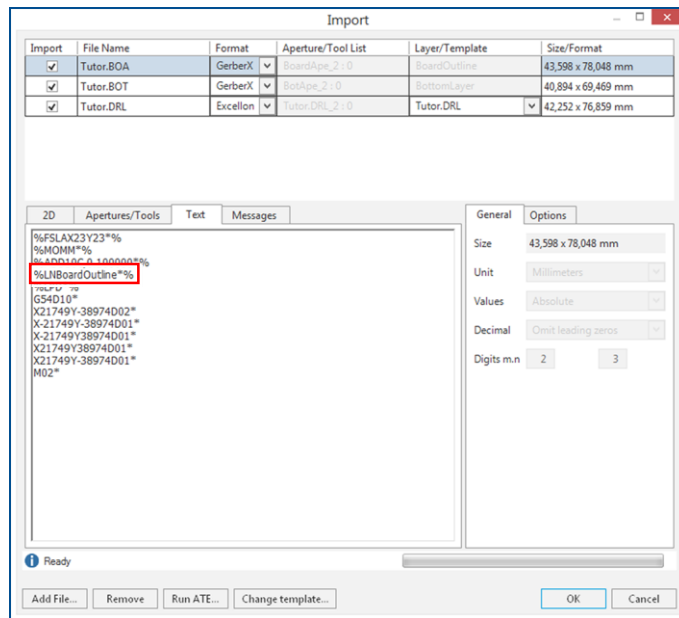 Import
Import File Name Format Aperture/Tool List Layer/Template Size/Format
Tutor.BOA GerberX BoardApe_2 : 0 BoardOutline 43,598 x 78,048 mm
Tutor.BOT GerberX BotApe_2 : 0 BottomLayer 40,894 x 69,469 mm
Tutor.DRL Excellon Tutor.DRL_2 : 0 Tutor.DRL 42,252 x 76,859 mm
2D Apertures/Tools Text Messages General Options
%FSLAX23Y23*%
%MOMM*%
%ADD10C,0.100000*%
%LNBoardOutline*%
%LPD*%
G54D10*
X21749Y-38974D02*
X-21749Y-38974D01*
X-21749Y38974D01*
X21749Y38974D01*
X21749Y-38974D01*
M02*
Size 43,598 x 78,048 mm
Unit Millimeters
Values Absolute
Decimal Omit leading zeros
Digits m.n 2 3
Ready
Add File... Remove Run ATE... Change template... OK Cancel